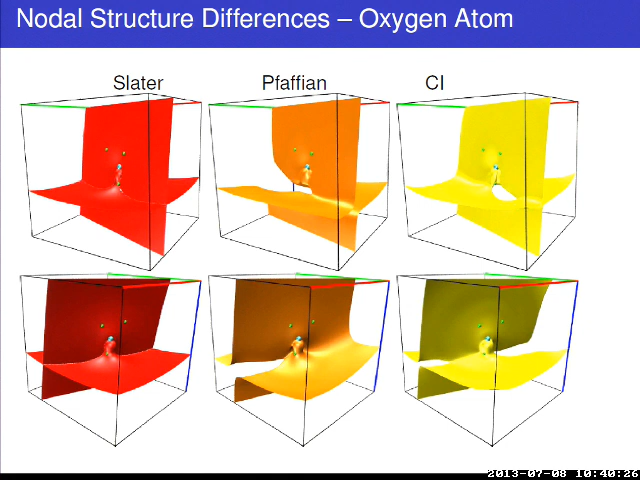 Nodal Structure Differences – Oxygen Atom
Slater Pfaffian CI
2013-07-08 10:40:26